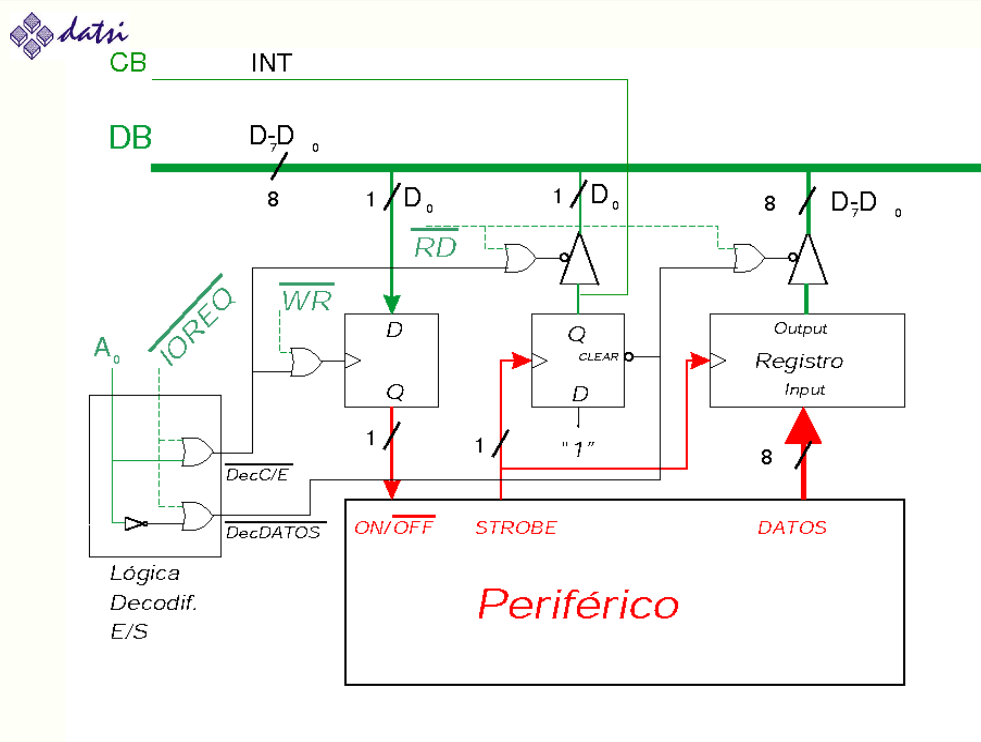 datsi
CB INT
DB D7-D0
8
1 D0
1 D0
8 D7-D0
RD
IOREQ
WR
A0
D
Q
Q
CLEAR
D
"1"
Output
Registro
Input
1
1
8
DecC/E
DecDATOS
ON/OFF STROBE DATOS
Periférico
Lógica
Decodif.
E/S